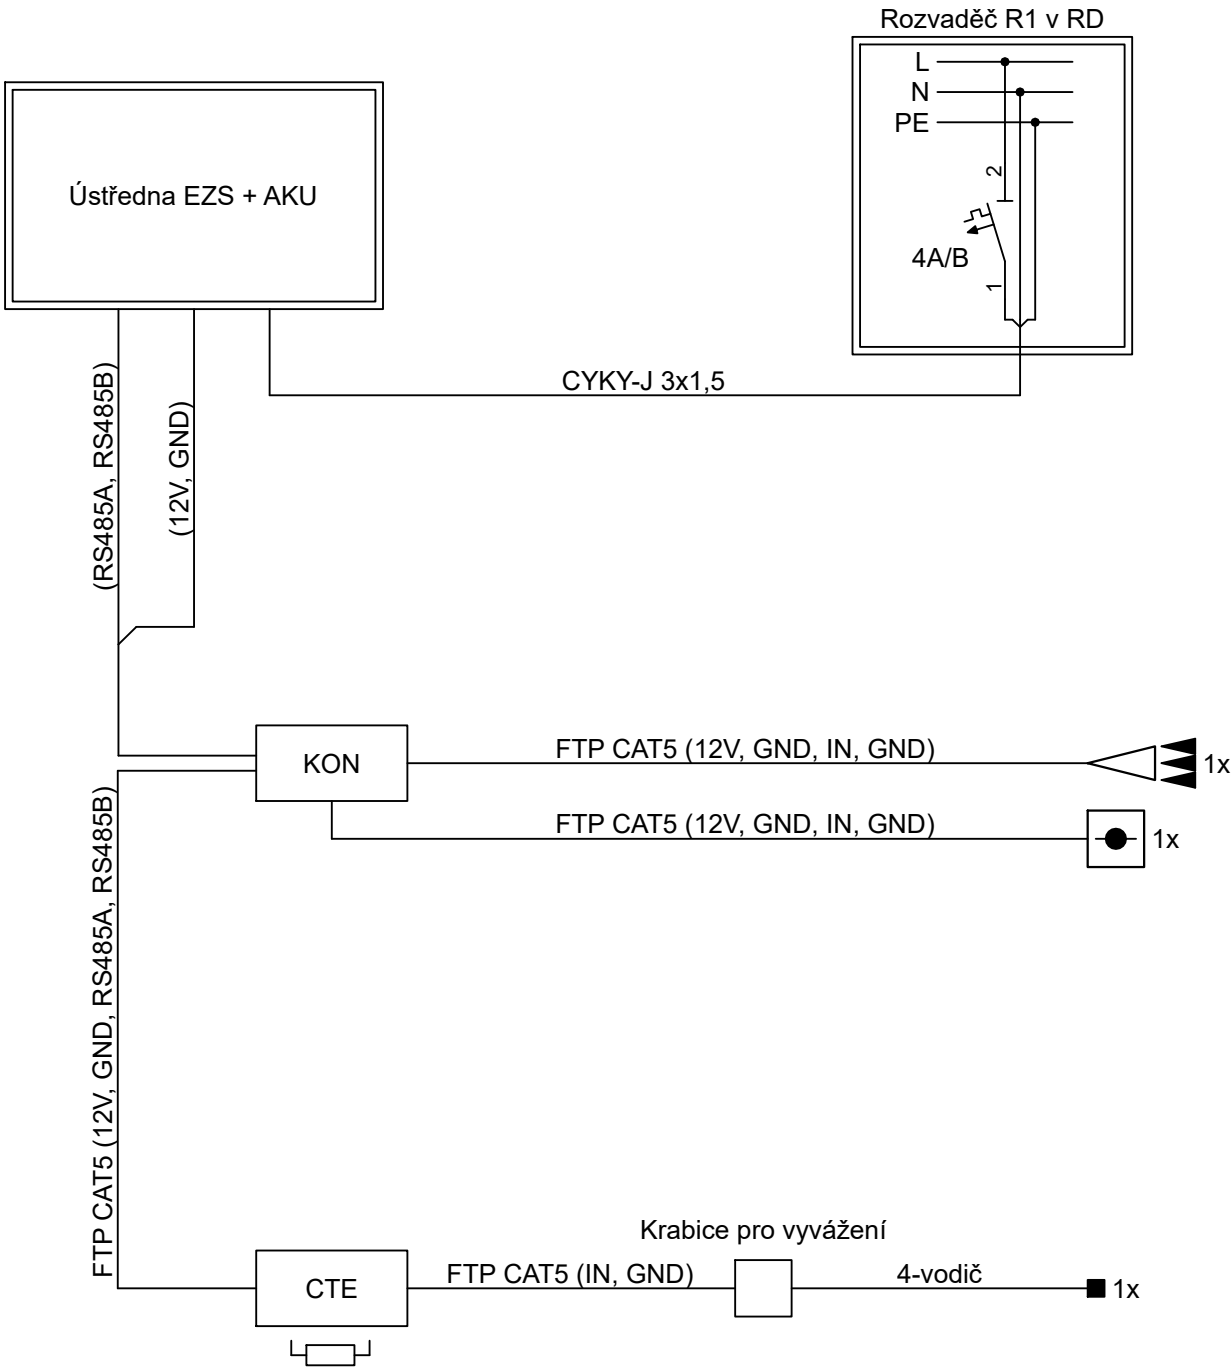 Rozvaděč R1 v RD
L
N
PE
2
4A/B
1
Ústředna EZS + AKU
CYKY-J 3x1,5
(RS485A, RS485B)
(12V, GND)
KON
FTP CAT5 (12V, GND, IN, GND)
1x
FTP CAT5 (12V, GND, IN, GND)
1x
FTP CAT5 (12V, GND, RS485A, RS485B)
Krabice pro vyvážení
CTE
FTP CAT5 (IN, GND)
4-vodič
1x